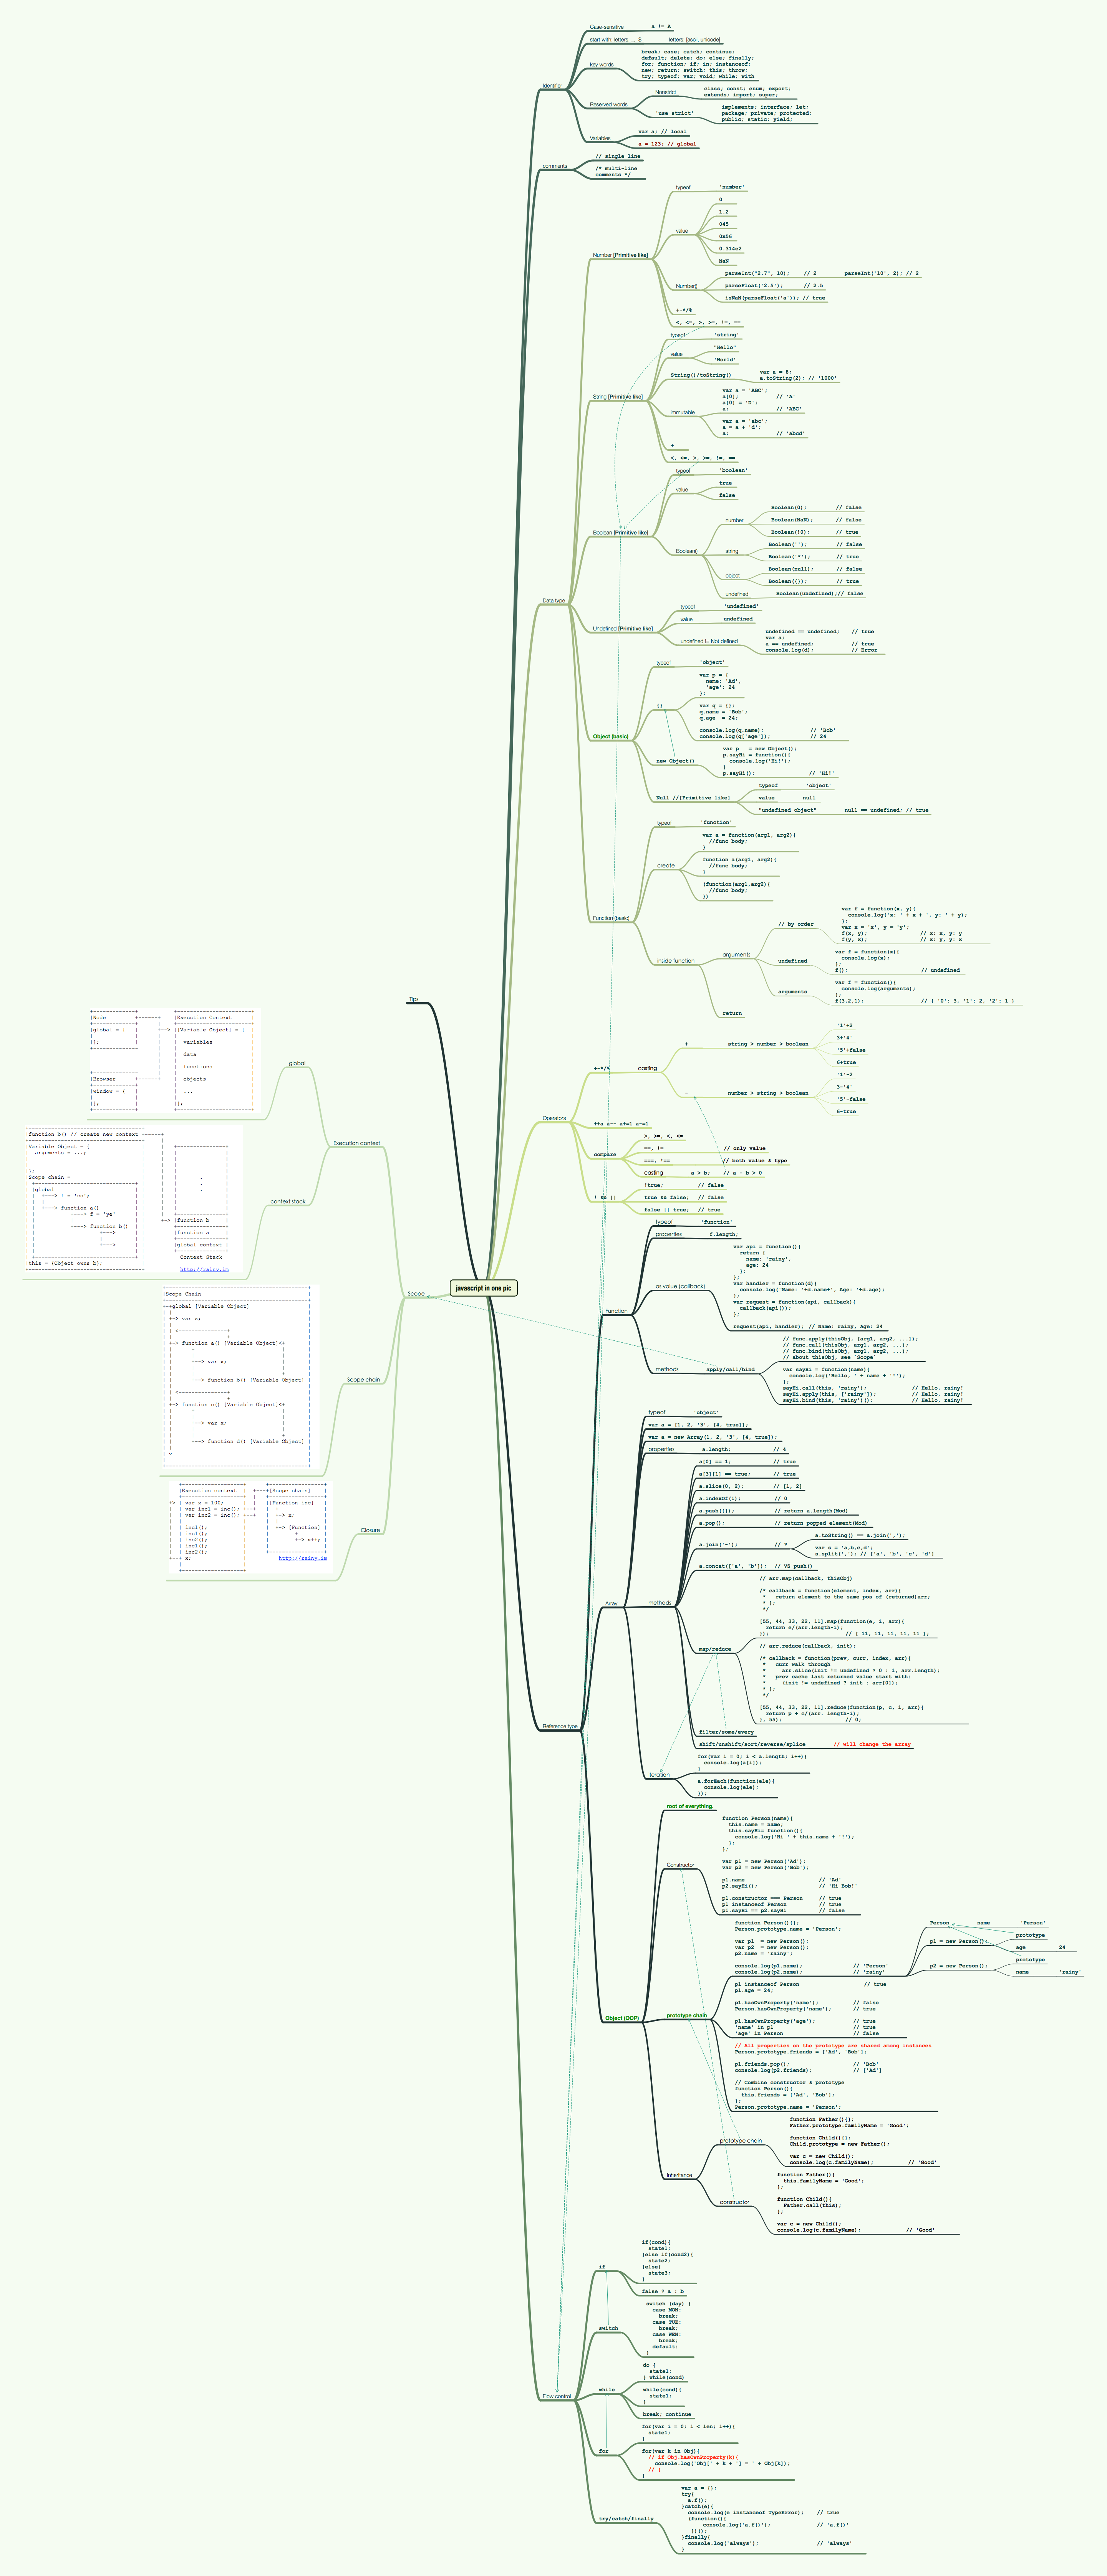 Case-sensitive a != A
start with: letters, _, $ letters: [ascii, unicode]
key words
break; case; catch; continue;
default; delete; do; else; finally;
for; function; if; in; instanceof;
new; return; switch; this; throw;
try; typeof; var; void; while; with
Identifier
Reserved words
Nonstrict
class; const; enum; export;
extends; import; super;
'use strict'
implements; interface; let;
package; private; protected;
public; static; yield;
Variables
var a; // local
a = 123; // global
comments
// single line
/* multi-line
comments */
Data type
Number [Primitive like]
typeof 'number'
value
0
1.2
045
0x56
0.314e2
NaN
Number()
parseInt("2.7", 10); // 2 parseInt('10', 2); // 2
parseFloat('2.5'); // 2.5
isNaN(parseFloat('a')); // true
+-*/%
<, <=, >, >=, !=, ==
String [Primitive like]
typeof 'string'
value
"Hello"
'World'
String()/toString()
var a = 8;
a.toString(2); // '1000'
immutable
var a = 'ABC';
a[0]; // 'A'
a[0] = 'D';
a; // 'ABC'
var a = 'abc';
a = a + 'd';
a; // 'abcd'
+
<, <=, >, >=, !=, ==
Boolean [Primitive like]
typeof 'boolean'
value
true
false
Boolean()
number
Boolean(0); // false
Boolean(NaN); // false
Boolean(!0); // true
string
Boolean(''); // false
Boolean('*'); // true
object
Boolean(null); // false
Boolean({}); // true
undefined Boolean(undefined);// false
Undefined [Primitive like]
typeof 'undefined'
value undefined
undefined != Not defined
undefined == undefined; // true
var a;
a == undefined; // true
console.log(d); // Error
Object (basic)
typeof 'object'
{}
var p = {
name: 'Ad',
'age': 24
};
var q = {};
q.name = 'Bob';
q.age = 24;
console.log(q.name); // 'Bob'
console.log(q['age']); // 24
new Object()
var p = new Object();
p.sayHi = function(){
console.log('Hi!');
}
p.sayHi(); // 'Hi!'
Null //[Primitive like]
typeof 'object'
value null
"undefined object" null == undefined; // true
Function (basic)
typeof 'function'
create
var a = function(arg1, arg2){
//func body;
}
function a(arg1, arg2){
//func body;
}
(function(arg1,arg2){
//func body;
})
inside function
arguments
// by order
var f = function(x, y){
console.log('x: ' + x + ', y: ' + y);
};
var x = 'x', y = 'y';
f(x, y); // x: x, y: y
f(y, x); // x: y, y: x
undefined
var f = function(x){
console.log(x);
};
f(); // undefined
arguments
var f = function(){
console.log(arguments);
};
f(3,2,1); // { '0': 3, '1': 2, '2': 1 }
return
Tips
Operators
+-*/% casting
+ string > number > boolean
'1'+2
3+'4'
'5'+false
6+true
- number > string > boolean
'1'-2
3-'4'
'5'-false
6-true
++a a-- a+=1 a-=1
compare
>, >=, <, <=
==, != // only value
===, !== // both value & type
casting a > b; // a - b > 0
! && ||
!true; // false
true && false; // false
false || true; // true
global
Node
global = {
};
Browser
window = {
};
Execution Context
[Variable Object] = {
variables
data
functions
objects
...
};
Execution context
context stack
function b() // create new context
Variable Object = {
arguments = ...;
};
Scope chain =
global
f = 'no';
function a()
f = 'ye'
function b()
this = (Object owns b);
function b
function a
global context
Context Stack
http://rainy.im
Scope
javascript in one pic
Scope Chain
global [Variable Object]
var x;
function a() [Variable Object]
var x;
function b() [Variable Object]
function c() [Variable Object]
var x;
function d() [Variable Object]
Scope chain
Closure
Execution context
var x = 100;
var inc1 = inc();
var inc2 = inc();
inc1();
inc1();
inc2();
inc1();
inc2();
x;
[Scope chain]
[Function inc]
x;
[Function]
x++;
http://rainy.im
Reference type
Function
typeof 'function'
properties f.length;
as value (callback)
var api = function(){
return {
name: 'rainy',
age: 24
};
};
var handler = function(d){
console.log('Name: '+d.name+', Age: '+d.age);
};
var request = function(api, callback){
callback(api());
};
request(api, handler); // Name: rainy, Age: 24
methods apply/call/bind
// func.apply(thisObj, [arg1, arg2, ...]);
// func.call(thisObj, arg1, arg2, ...);
// func.bind(thisObj, arg1, arg2, ...);
// about thisObj, see `Scope`
var sayHi = function(name){
console.log('Hello, ' + name + '!');
};
sayHi.call(this, 'rainy'); // Hello, rainy!
sayHi.apply(this, ['rainy']); // Hello, rainy!
sayHi.bind(this, 'rainy')(); // Hello, rainy!
Array
typeof 'object'
var a = [1, 2, '3', [4, true]];
var a = new Array(1, 2, '3', [4, true]);
properties a.length; // 4
methods
a[0] == 1; // true
a[3][1] == true; // true
a.slice(0, 2); // [1, 2]
a.indexOf(1); // 0
a.push({}); // return a.length(Mod)
a.pop(); // return popped element(Mod)
a.join('-'); // ?
a.toString() == a.join(',');
var s = 'a,b,c,d';
s.split(','); // ['a', 'b', 'c', 'd']
a.concat(['a', 'b']); // VS push()
map/reduce
// arr.map(callback, thisObj)
/* callback = function(element, index, arr){
* return element to the same pos of (returned)arr;
* };
*/
[55, 44, 33, 22, 11].map(function(e, i, arr){
return e/(arr.length-i);
}); // [ 11, 11, 11, 11, 11 ];
// arr.reduce(callback, init);
/* callback = function(prev, curr, index, arr){
* curr walk through
* arr.slice(init != undefined ? 0 : 1, arr.length);
* prev cache last returned value start with:
* (init != undefined ? init : arr[0]);
* };
*/
[55, 44, 33, 22, 11].reduce(function(p, c, i, arr){
return p + c/(arr. length-i);
}, 55); // 0;
filter/some/every
shift/unshift/sort/reverse/splice // will change the array
Iteration
for(var i = 0; i < a.length; i++){
console.log(a[i]);
}
a.forEach(function(ele){
console.log(ele);
});
Object (OOP)
root of everything.
Constructor
function Person(name){
this.name = name;
this.sayHi= function(){
console.log('Hi ' + this.name + '!');
};
};
var p1 = new Person('Ad');
var p2 = new Person('Bob');
p1.name // 'Ad'
p2.sayHi(); // 'Hi Bob!'
p1.constructor === Person // true
p1 instanceof Person // true
p1.sayHi == p2.sayHi // false
prototype chain
function Person(){};
Person.prototype.name = 'Person';
var p1 = new Person();
var p2 = new Person();
p2.name = 'rainy';
console.log(p1.name); // 'Person'
console.log(p2.name); // 'rainy'
Person name 'Person'
p1 = new Person();
prototype
age 24
p2 = new Person();
prototype
name 'rainy'
p1 instanceof Person // true
p1.age = 24;
p1.hasOwnProperty('name'); // false
Person.hasOwnProperty('name'); // true
p1.hasOwnProperty('age'); // true
'name' in p1 // true
'age' in Person // false
// All properties on the prototype are shared among instances
Person.prototype.friends = ['Ad', 'Bob'];
p1.friends.pop(); // 'Bob'
console.log(p2.friends); // ['Ad']
// Combine constructor & prototype
function Person(){
this.friends = ['Ad', 'Bob'];
};
Person.prototype.name = 'Person';
Inheritance
prototype chain
function Father(){};
Father.prototype.familyName = 'Good';
function Child(){};
Child.prototype = new Father();
var c = new Child();
console.log(c.familyName); // 'Good'
constructor
function Father(){
this.familyName = 'Good';
};
function Child(){
Father.call(this);
};
var c = new Child();
console.log(c.familyName); // 'Good'
Flow control
if
if(cond){
state1;
}else if(cond2){
state2;
}else{
state3;
}
false ? a : b
switch
switch (day) {
case MON:
break;
case TUE:
break;
case WEN:
break;
default:
}
while
do {
state1;
} while(cond)
while(cond){
state1;
}
break; continue
for
for(var i = 0; i < len; i++){
state1;
}
for(var k in Obj){
// if Obj.hasOwnProperty(k){
console.log('Obj[' + k + '] = ' + Obj[k]);
// }
}
try/catch/finally
var a = {};
try{
a.f();
}catch(e){
console.log(e instanceof TypeError); // true
(function(){
console.log('a.f()'); // 'a.f()'
})();
}finally{
console.log('always'); // 'always'
}